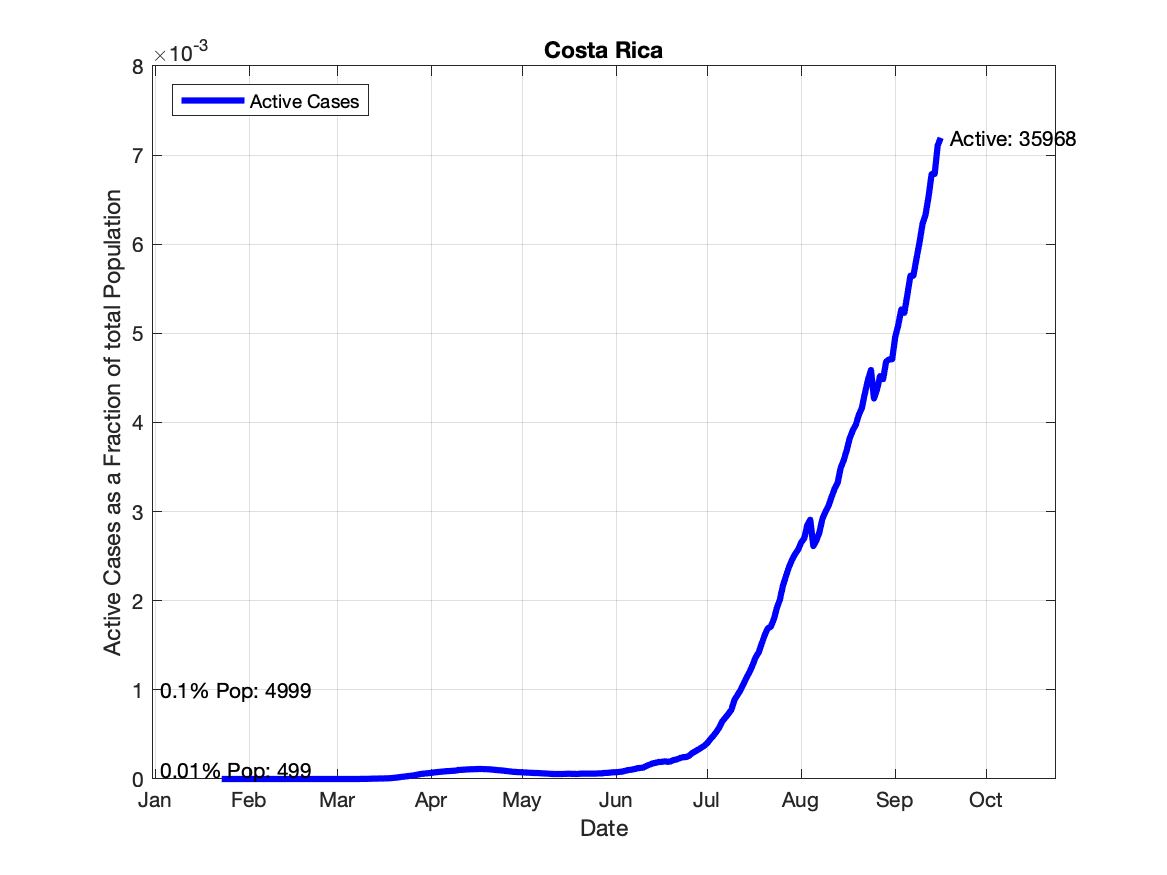 Costa Rica
×10-3
Active Cases
Active: 35968
8
7
6
5
4
3
2
1
0
0.1% Pop: 4999
0.01% Pop: 499
Active Cases as a Fraction of total Population
Jan Feb Mar Apr May Jun Jul Aug Sep Oct
Date